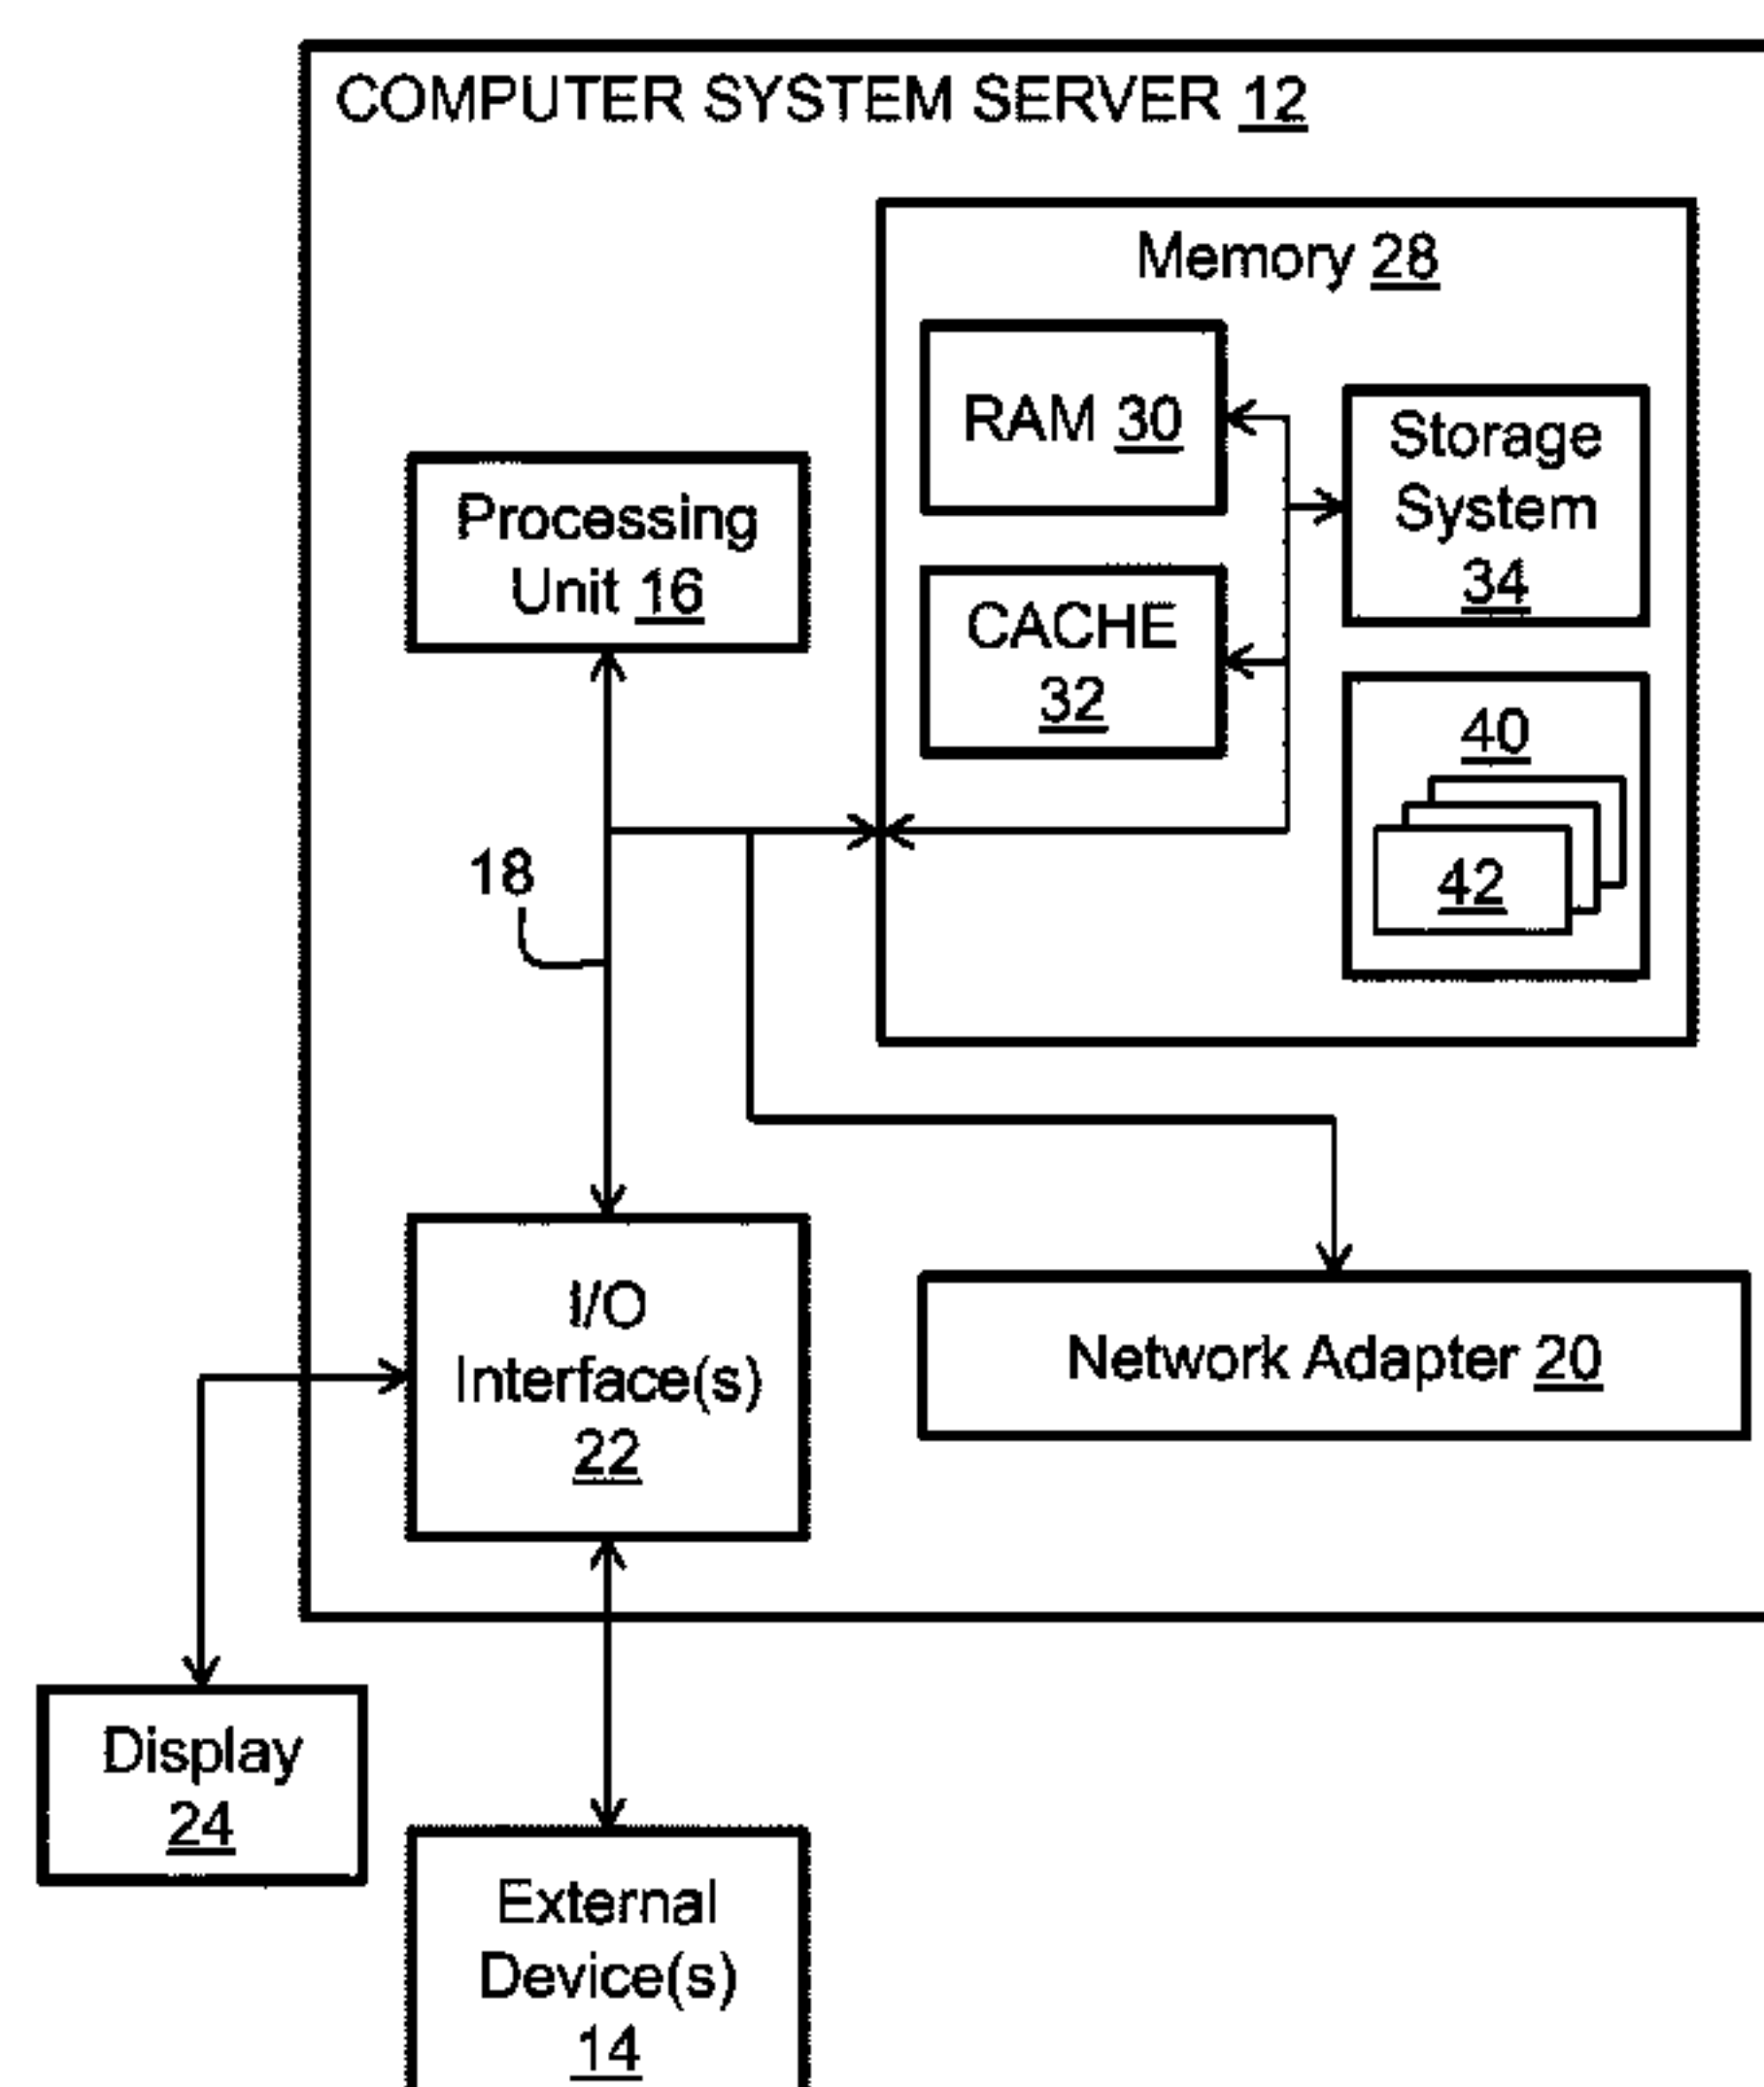 COMPUTER SYSTEM SERVER 12
Memory 28
RAM 30
Storage
System
34
Processing
Unit 16
CACHE
32
40
42
18
I/O
Interface(s)
22
Network Adapter 20
Display
24
External
Device(s)
14